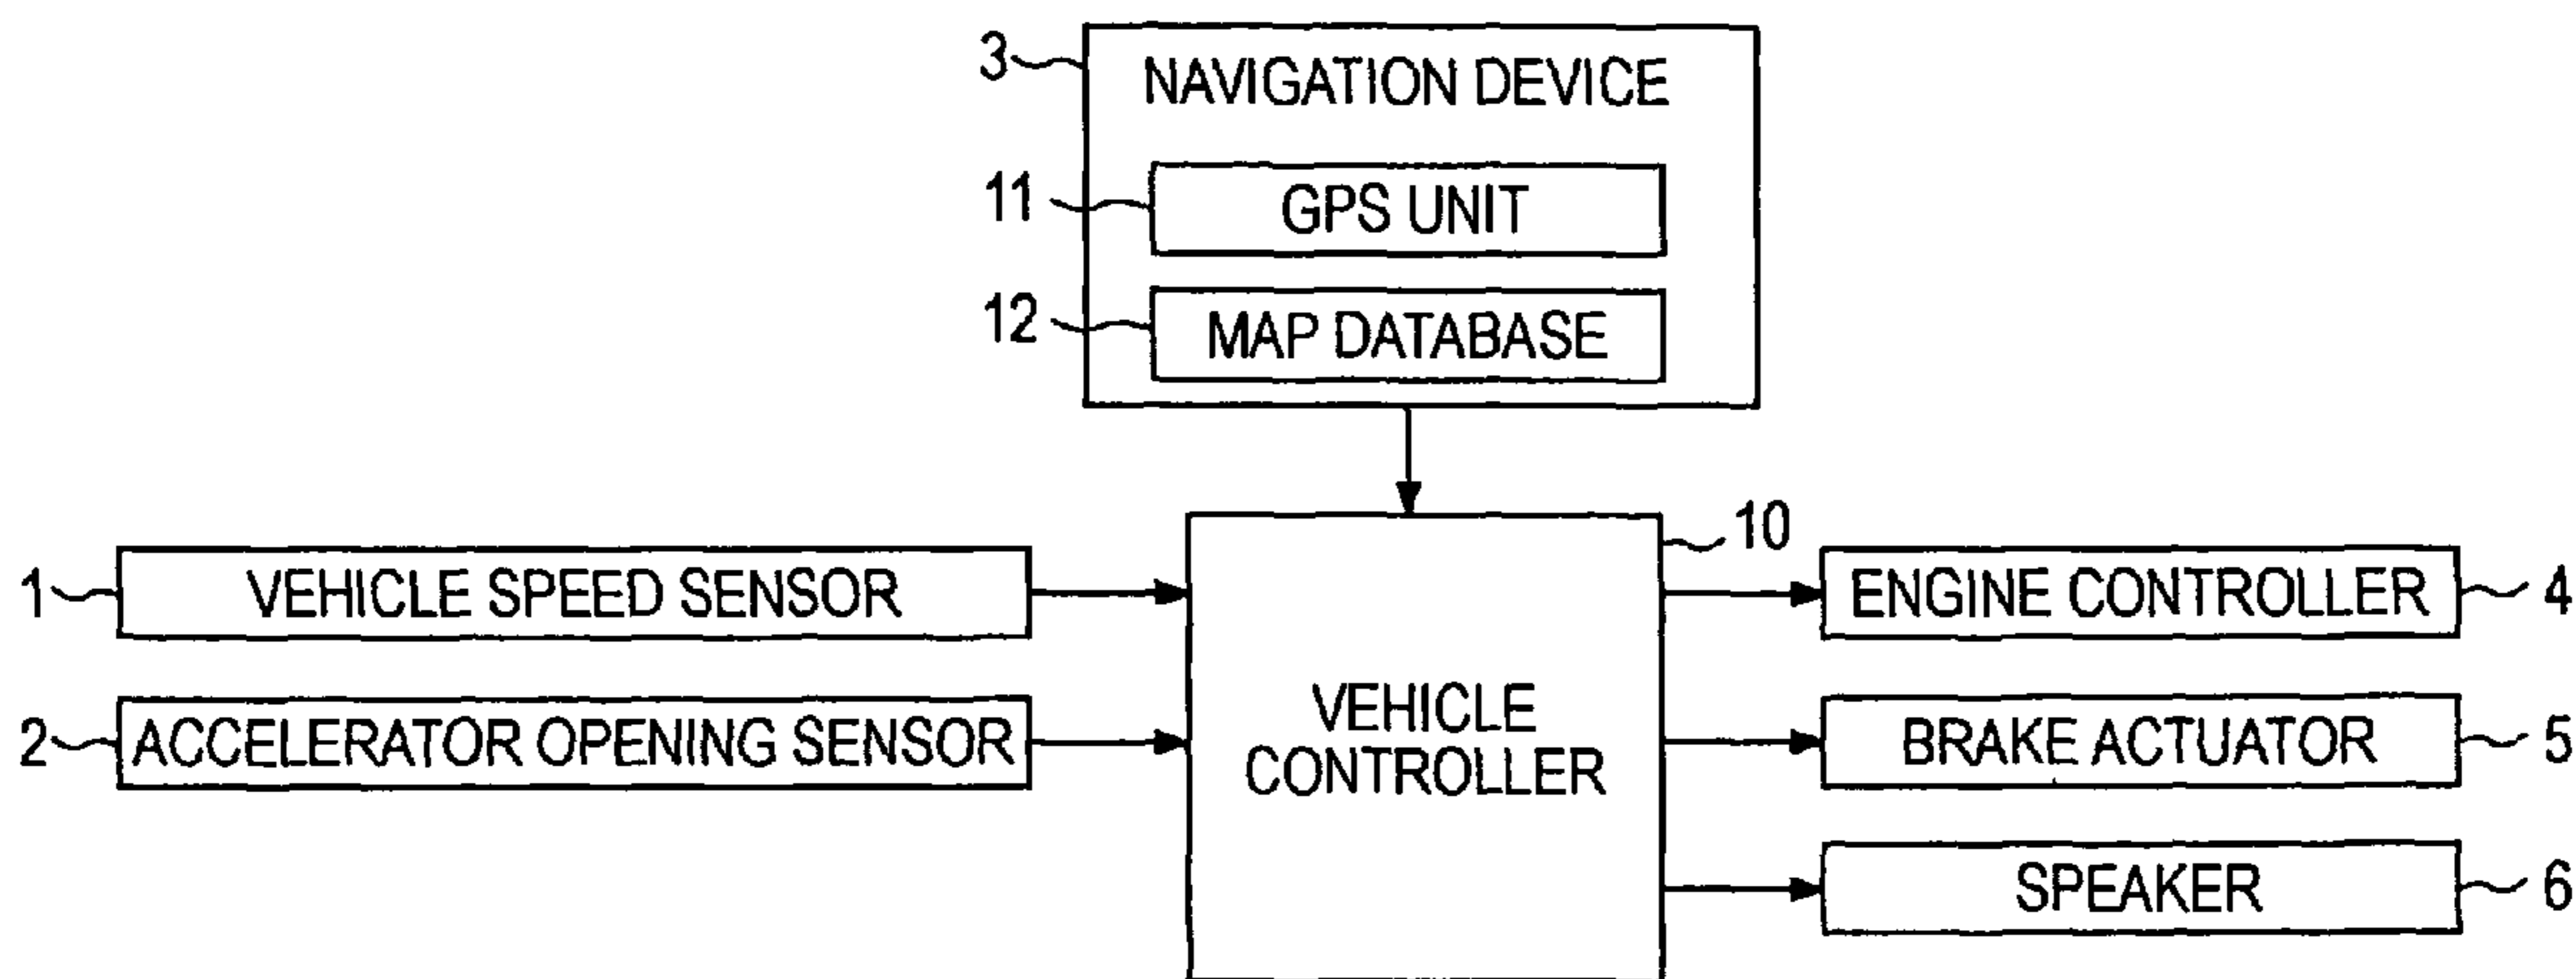 3
NAVIGATION DEVICE
11
GPS UNIT
12
MAP DATABASE
10
1
VEHICLE SPEED SENSOR
ENGINE CONTROLLER
4
2
ACCELERATOR OPENING SENSOR
VEHICLE
CONTROLLER
BRAKE ACTUATOR
5
SPEAKER
6